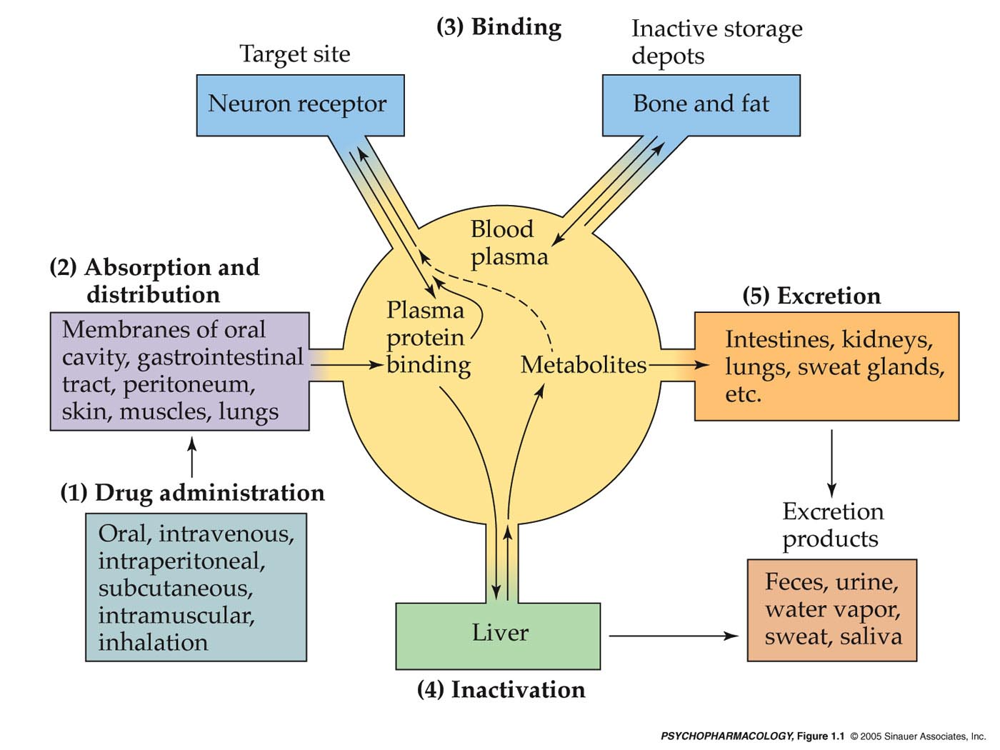 (3) Binding
Inactive storage
depots
Target site
Neuron receptor
Bone and fat
Blood
plasma
(2) Absorption and
distribution
Membranes of oral
cavity, gastrointestinal
tract, peritoneum,
skin, muscles, lungs
Plasma
protein
binding
Metabolites
(5) Excretion
Intestines, kidneys,
lungs, sweat glands,
etc.
(1) Drug administration
Oral, intravenous,
intraperitoneal,
subcutaneous,
intramuscular,
inhalation
Excretion
products
Feces, urine,
water vapor,
sweat, saliva
Liver
(4) Inactivation
PSYCHOPHARMACOLOGY, Figure 1.1 © 2005 Sinauer Associates, Inc.